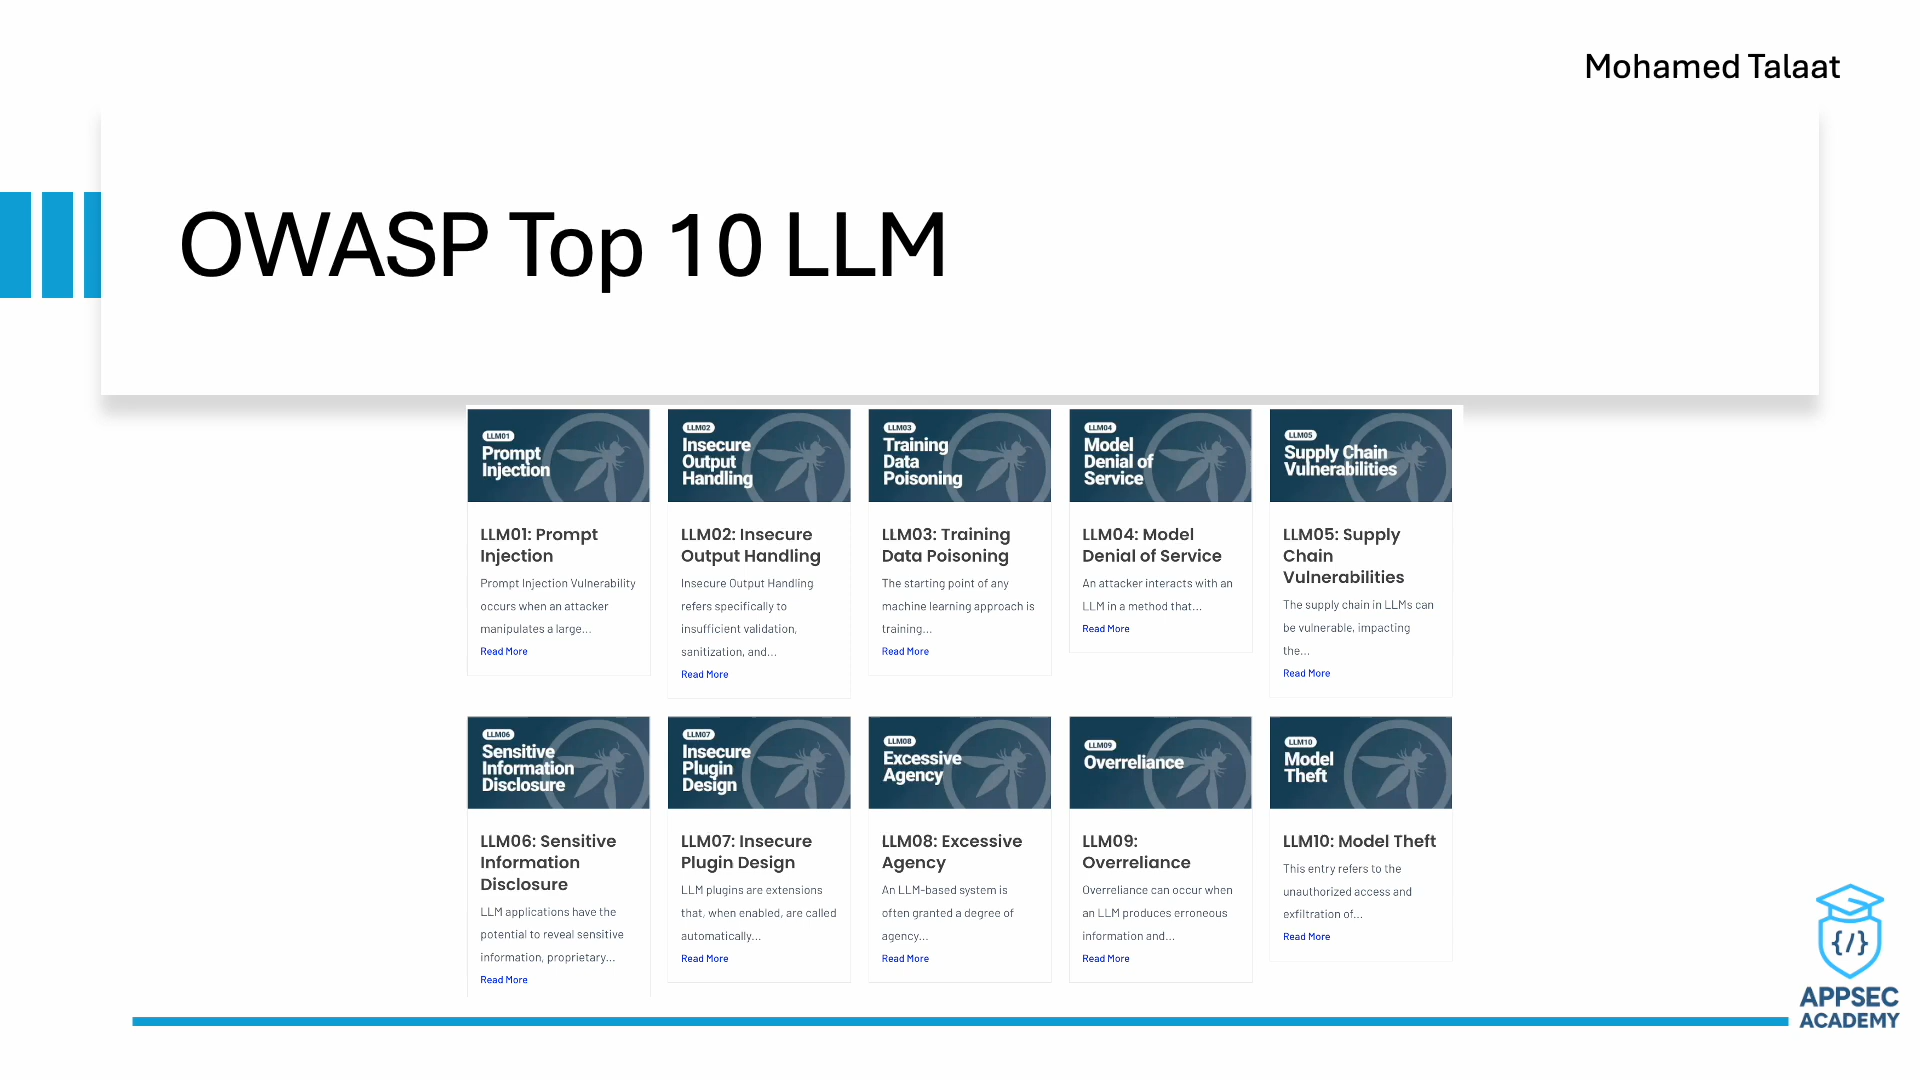 Mohamed Talaat
OWASP Top 10 LLM
LLM01
Prompt
Injection
LLM01: Prompt
Injection
Prompt Injection Vulnerability
occurs when an attacker
manipulates a large...
Read More
LLM02
Insecure
Output
Handling
LLM02: Insecure
Output Handling
Insecure Output Handling
refers specifically to
insufficient validation,
sanitization, and...
Read More
LLM03
Training
Data
Poisoning
LLM03: Training
Data Poisoning
The starting point of any
machine learning approach is
training...
Read More
LLM04
Model
Denial of
Service
LLM04: Model
Denial of Service
An attacker interacts with an
LLM in a method that...
Read More
LLM05
Supply Chain
Vulnerabilities
LLM05: Supply
Chain
Vulnerabilities
The supply chain in LLMs can
be vulnerable, impacting
the...
Read More
LLM06
Sensitive
Information
Disclosure
LLM06: Sensitive
Information
Disclosure
LLM applications have the
potential to reveal sensitive
information, proprietary...
Read More
LLM07
Insecure
Plugin
Design
LLM07: Insecure
Plugin Design
LLM plugins are extensions
that, when enabled, are called
automatically...
Read More
LLM08
Excessive
Agency
LLM08: Excessive
Agency
An LLM-based system is
often granted a degree of
agency...
Read More
LLM09
Overreliance
LLM09:
Overreliance
Overreliance can occur when
an LLM produces erroneous
information and...
Read More
LLM10
Model
Theft
LLM10: Model Theft
This entry refers to the
unauthorized access and
exfiltration of...
Read More
{/}
APPSEC
ACADEMY